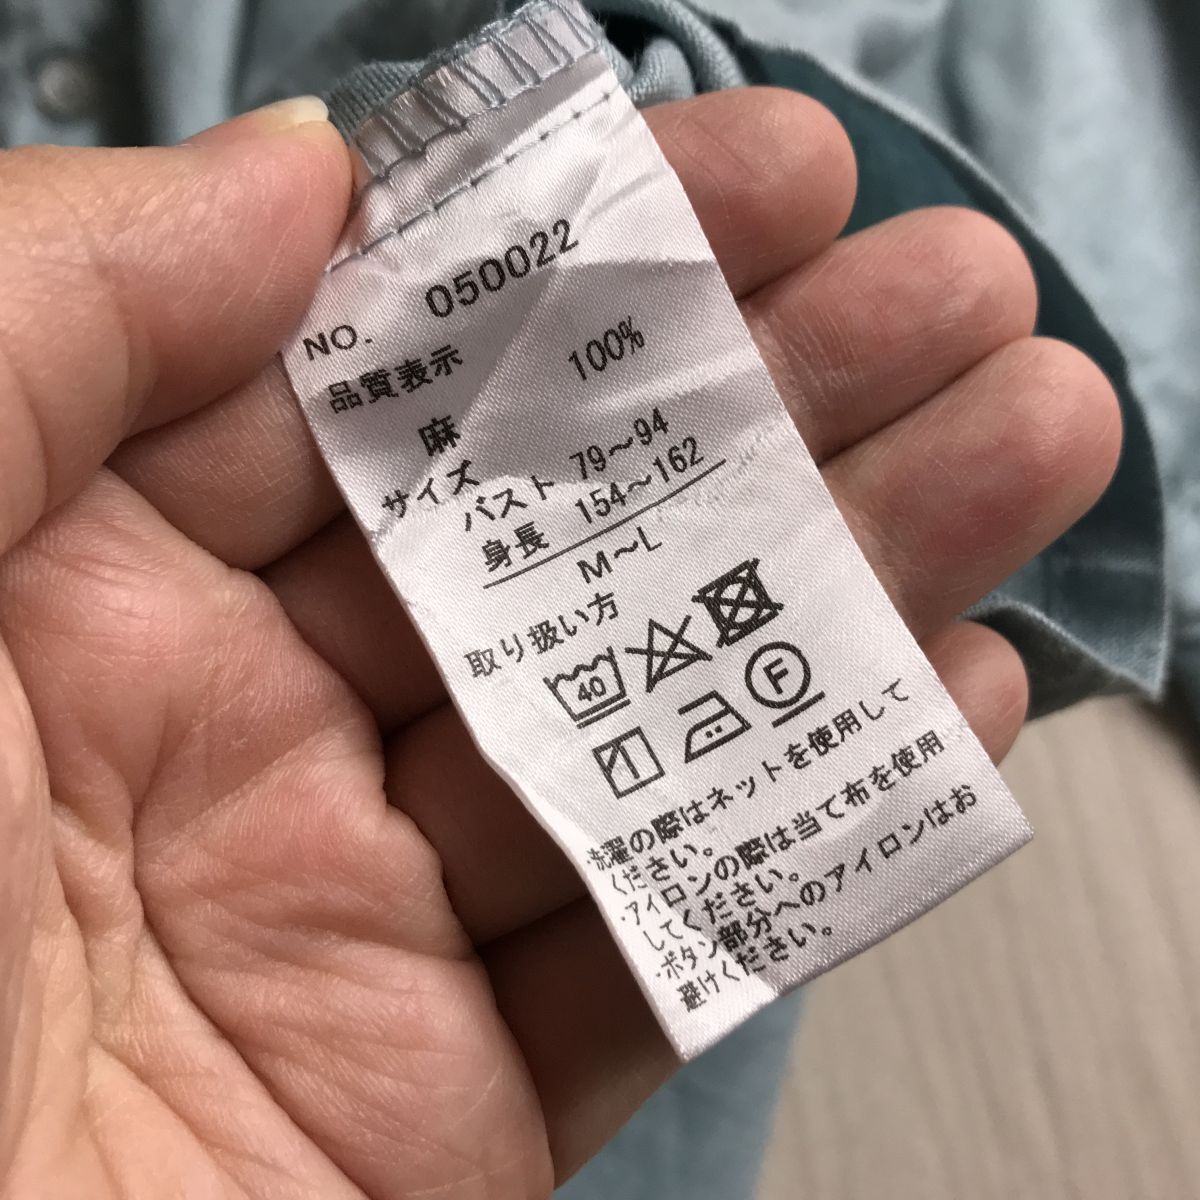 NO. 050022
品質表示
麻 100%
サイズ
バスト 79～94
身長 154～162
M～L
取り扱い方
40
F
・洗濯の際はネットを使用して
ください。
・アイロンの際は当て布を使用
してください。
・ボタン部分へのアイロンはお
避けください。